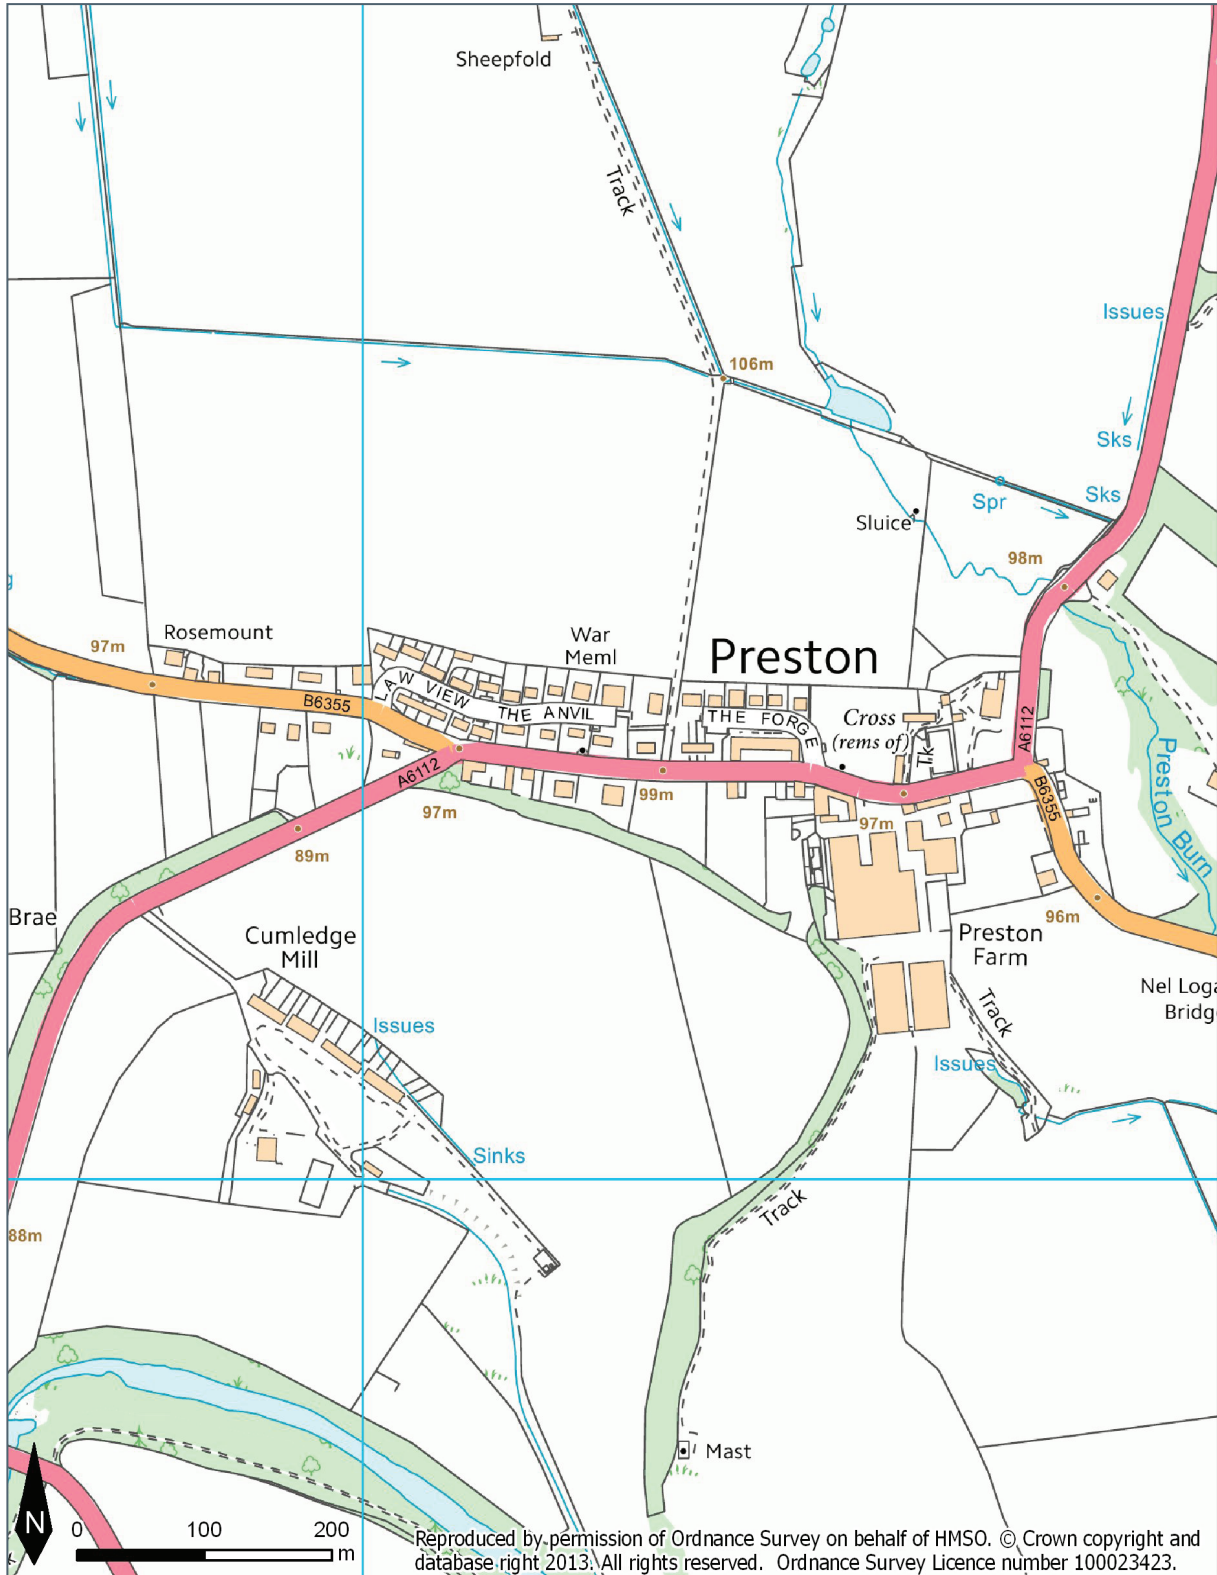 Sheepfold
Track
Issues
106m
Sks
Sks
Spr
Sluice
98m
Rosemount
War
Meml
97m
Preston
LAW VIEW
THE ANVIL
THE FORGE
Cross
(rems of)
Tk
B6355
A6112
A6112
B6355
97m
99m
97m
89m
Preston Burn
96m
Brae
Cumledge
Mill
Preston
Farm
Nel Loga
Bridg
Track
Issues
Issues
Sinks
Track
88m
Mast
N
0 100 200
m
Reproduced by permission of Ordnance Survey on behalf of HMSO. © Crown copyright and
database right 2013. All rights reserved. Ordnance Survey Licence number 100023423.